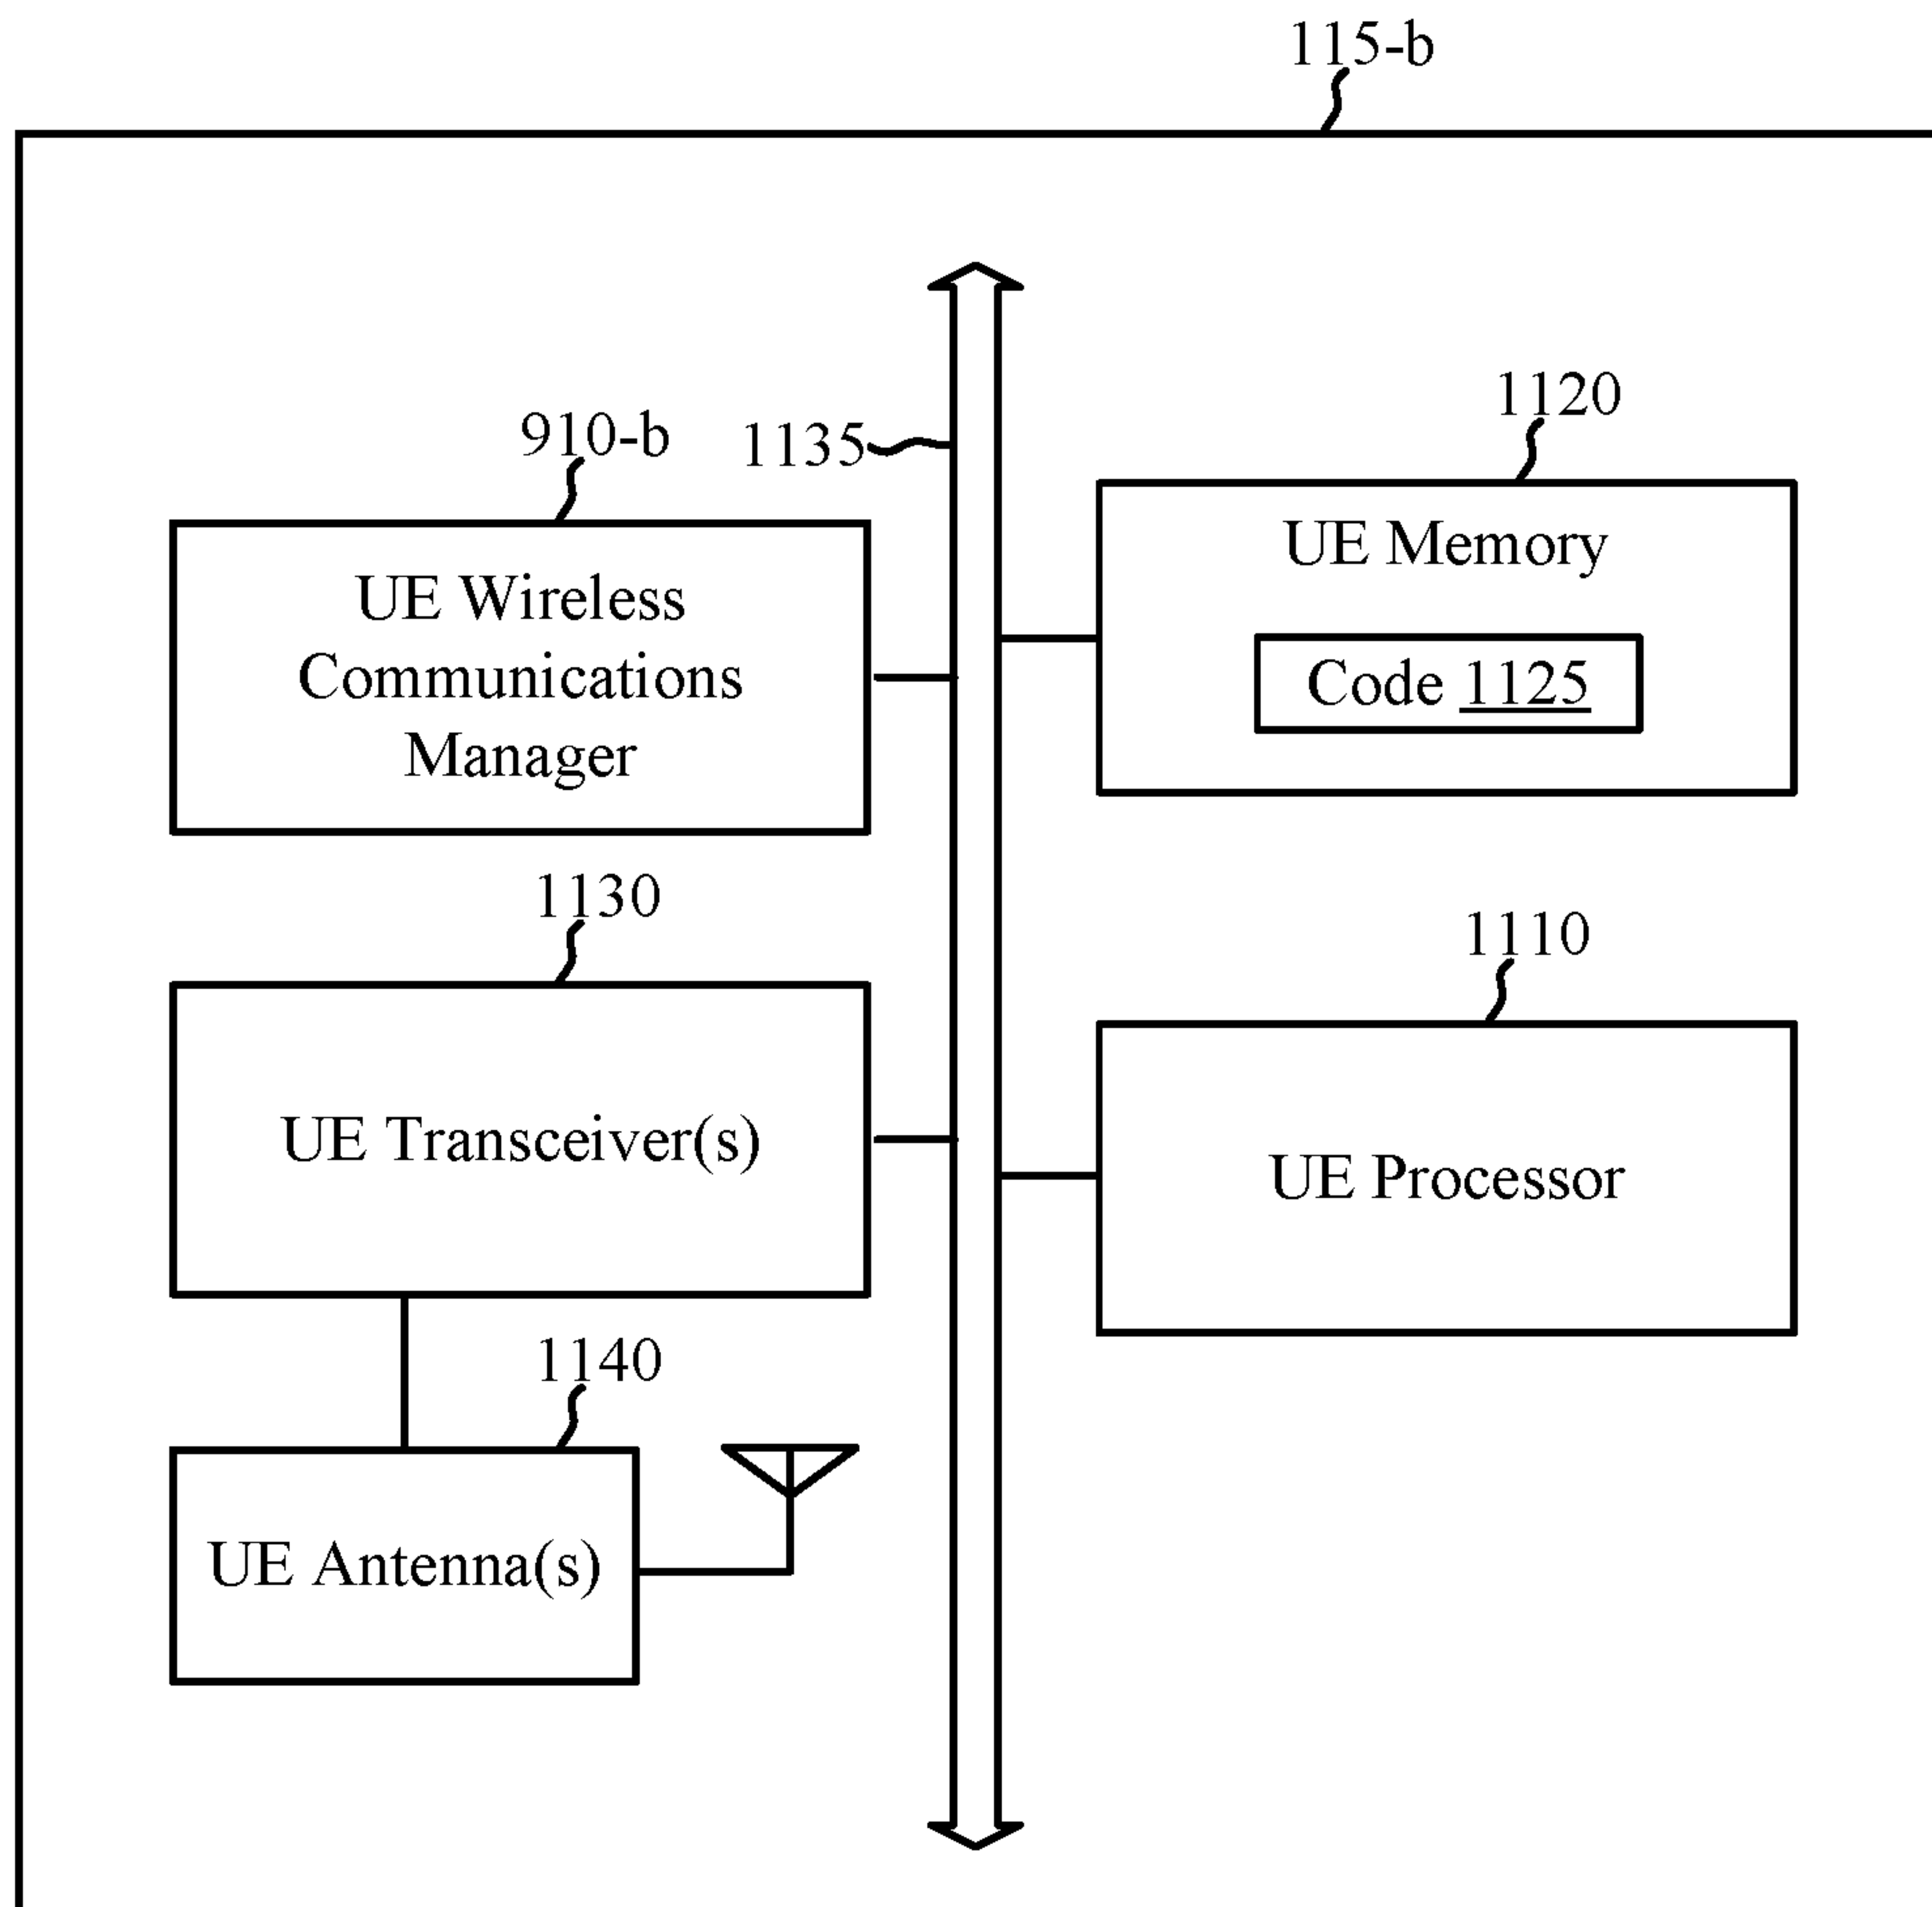 115-b
910-b
1135
1120
UE Wireless
Communications
Manager
UE Memory
Code 1125
1130
1110
UE Transceiver(s)
UE Processor
1140
UE Antenna(s)